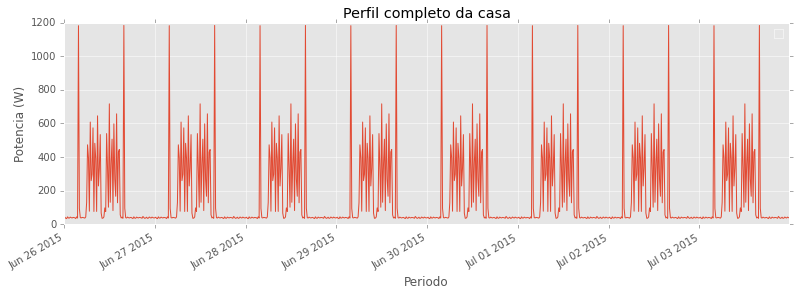 Perfil completo da casa
1200
1000
800
600
400
200
0
Potencia (W)
Jun 26 2015
Jun 27 2015
Jun 28 2015
Jun 29 2015
Jun 30 2015
Jul 01 2015
Jul 02 2015
Jul 03 2015
Periodo